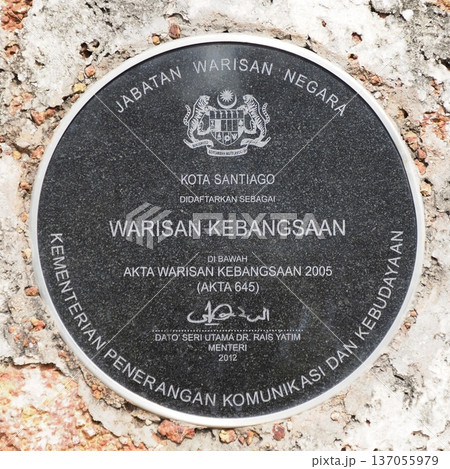 JABATAN WARISAN NEGARA
KOTA SANTIAGO
DIDAFTARKAN SEBAGAI
WARISAN KEBANGSAAN
DI BAWAH
AKTA WARISAN KEBANGSAAN 2005
(AKTA 645)
DATO' SERI UTAMA DR. RAIS YATIM
MENTERI
2012
KEMENTERIAN PENERANGAN KOMUNIKASI DAN KEBUDAYAAN
pixta.jp - 137055979